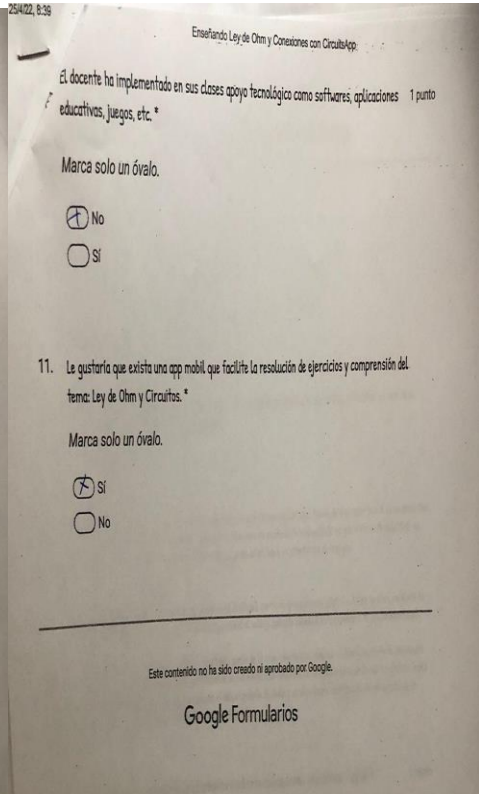 25/4/22, 8:39
Enseñando Ley de Ohm y Conexiones con CircuitsApp
El docente ha implementado en sus clases apoyo tecnológico como softwares, aplicaciones 1 punto
educativas, juegos, etc. *
Marca solo un óvalo.
No
Sí
11. Le gustaría que exista una app mobil que facilite la resolución de ejercicios y comprensión del
tema: Ley de Ohm y Circuitos. *
Marca solo un óvalo.
Sí
No
Este contenido no ha sido creado ni aprobado por Google.
Google Formularios